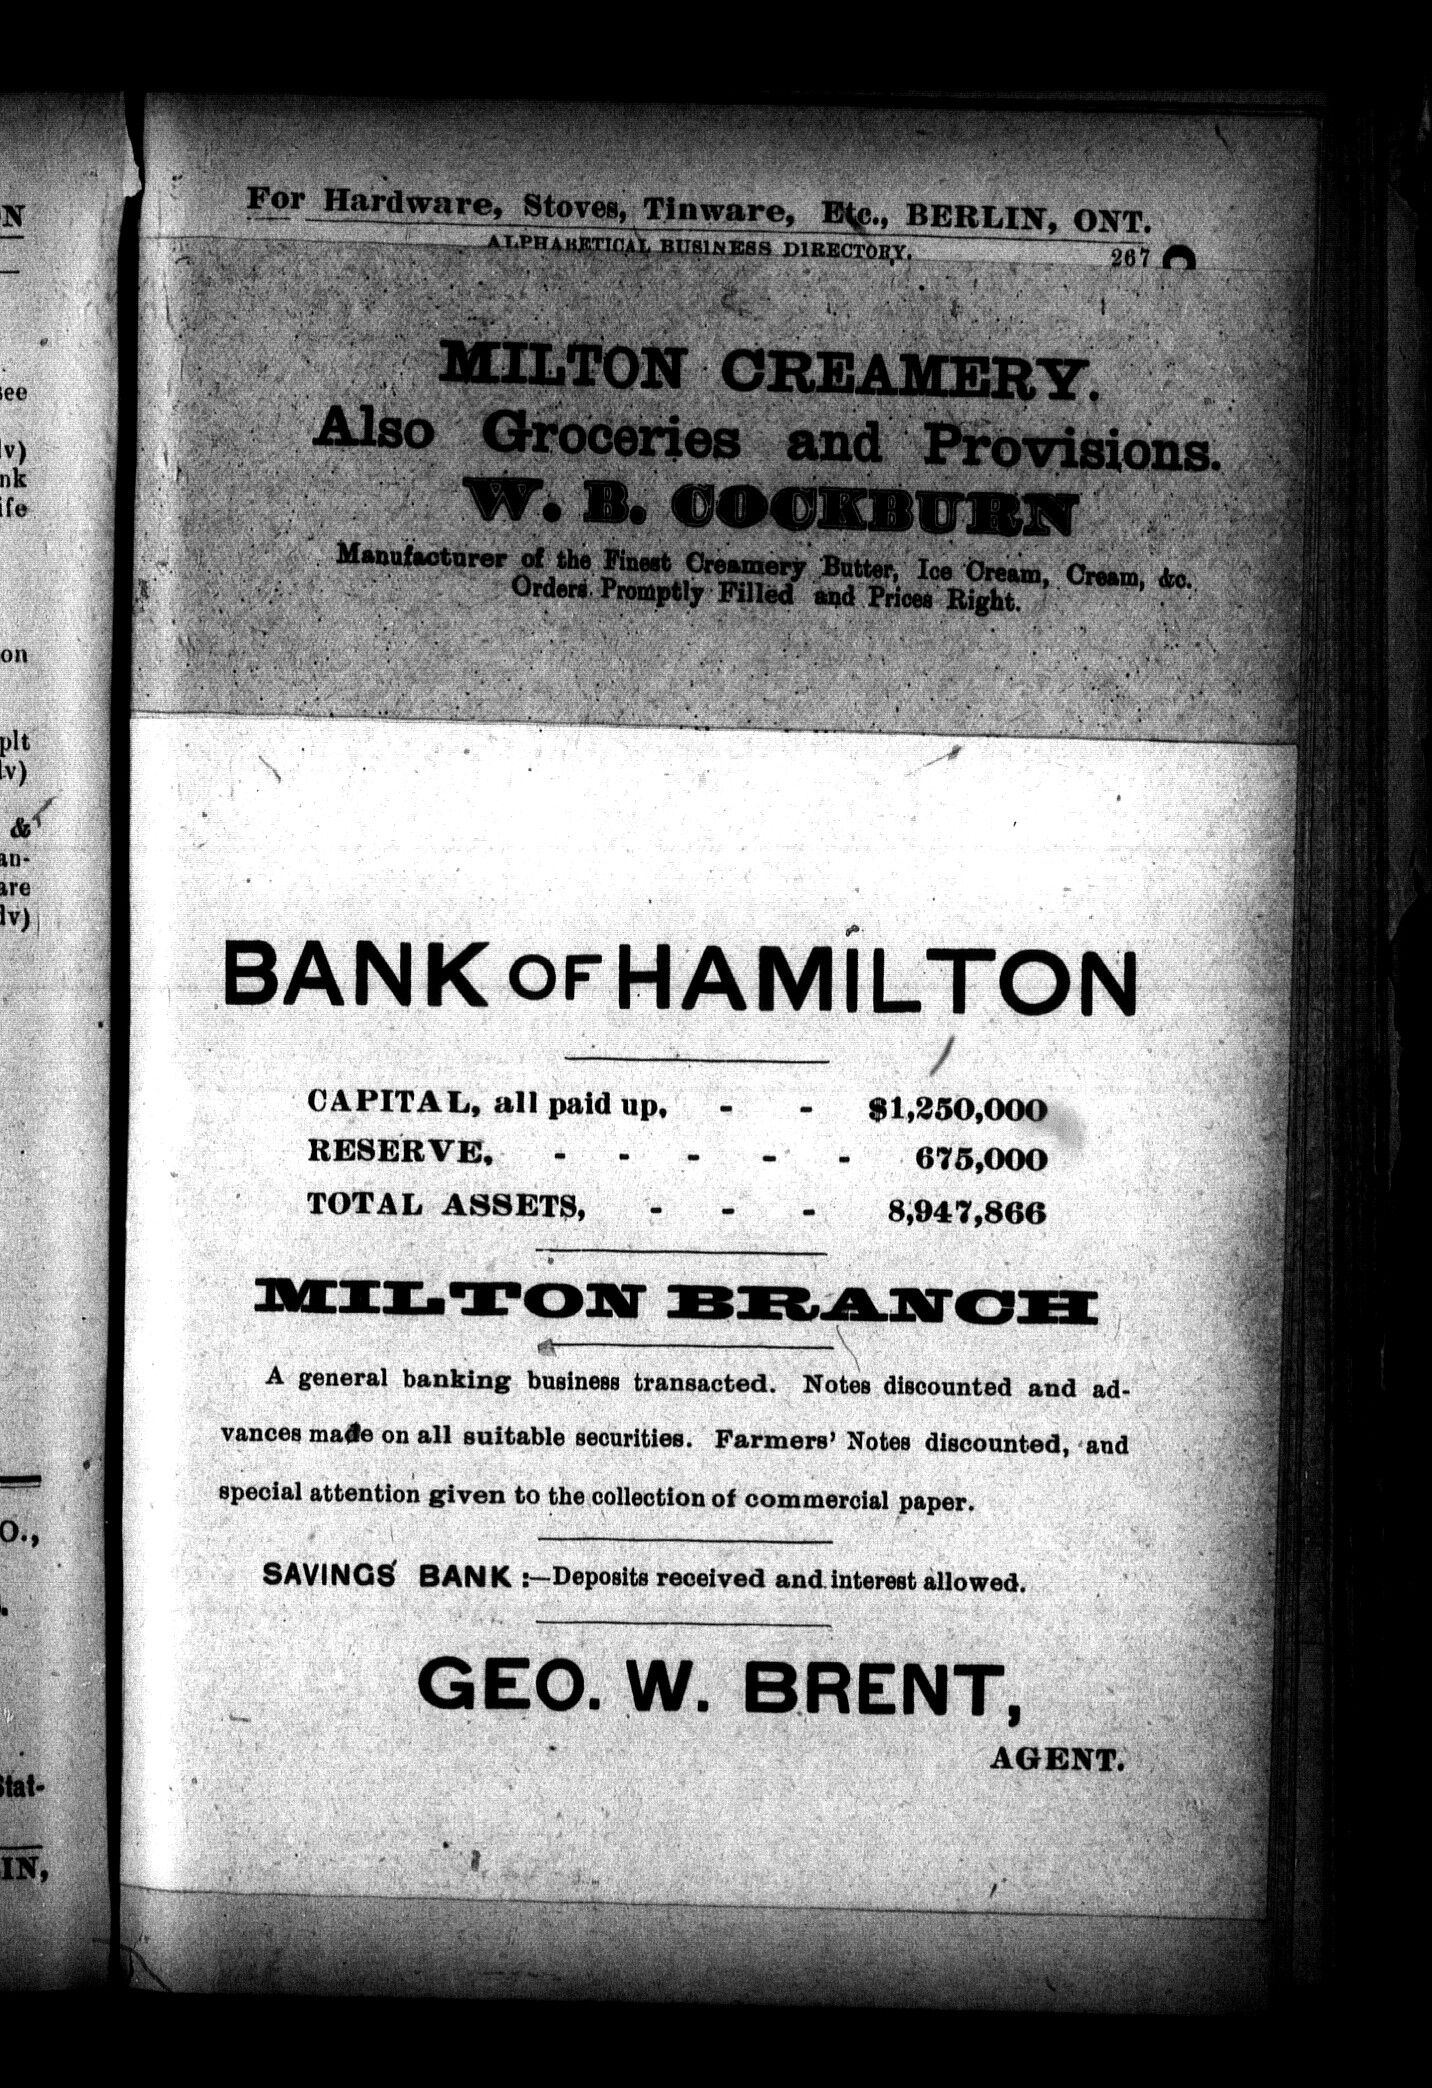 For Hardware, Stoves, Tinware, Etc., BERLIN, ONT.
ALPHABETICAL BUSINESS DIRECTORY. 267
MILTON CREAMERY.
Also Groceries and Provisions.
W. B. COCKBURN
Manufacturer of the Finest Creamery Butter, Ice Cream, Cream, &c.
Orders Promptly Filled and Prices Right.
BANK OF HAMILTON
CAPITAL, all paid up, - - $1,250,000
RESERVE, - - - - - 675,000
TOTAL ASSETS, - - - 8,947,866
MILTON BRANCH
A general banking business transacted. Notes discounted and ad-
vances made on all suitable securities. Farmers' Notes discounted, and
special attention given to the collection of commercial paper.
SAVINGS BANK :—Deposits received and interest allowed.
GEO. W. BRENT,
AGENT.